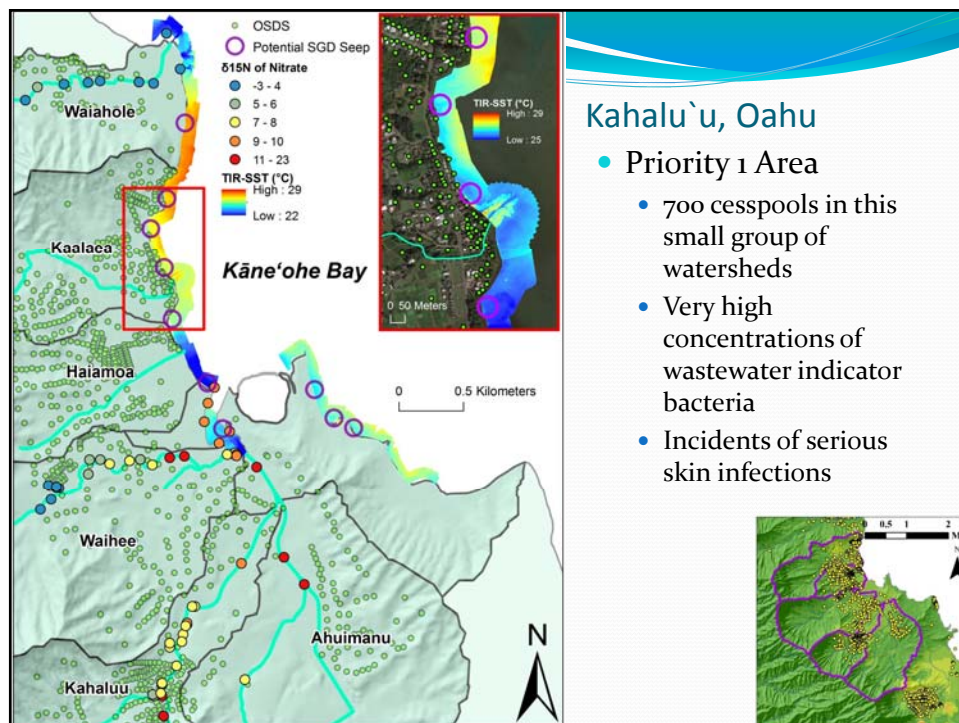 OSDS
Potential SGD Seep
δ15N of Nitrate
-3 - 4
5 - 6
7 - 8
9 - 10
11 - 23
TIR-SST (°C)
High : 29
Low : 22
TIR-SST (°C)
High : 29
Low : 25
0 50 Meters
Waiahole
Kaalaea
Kāneʻohe Bay
Haiamoa
0 0.5 Kilometers
Waihee
Ahuimanu
Kahaluu
N
Kahalu`u, Oahu
Priority 1 Area
700 cesspools in this
small group of
watersheds
Very high
concentrations of
wastewater indicator
bacteria
Incidents of serious
skin infections
0 0.5 1 2
M
N